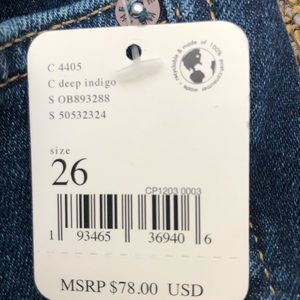 C 4405
C deep indigo
S OB893288
S 50532324
size
26
CP1203 0003
1 93465 36940 6
MSRP $78.00 USD